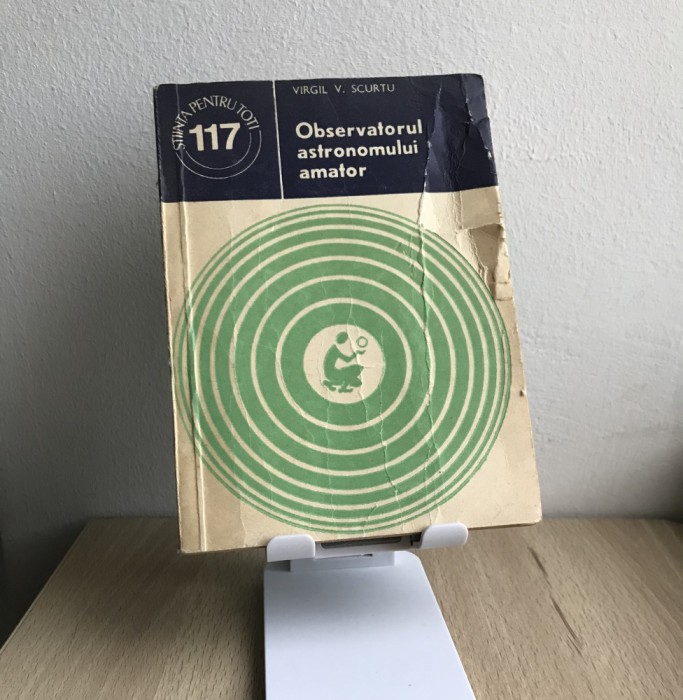 ȘTIINȚA PENTRU TOȚI
117
VIRGIL V. SCURTU
Observatorul
astronomului
amator